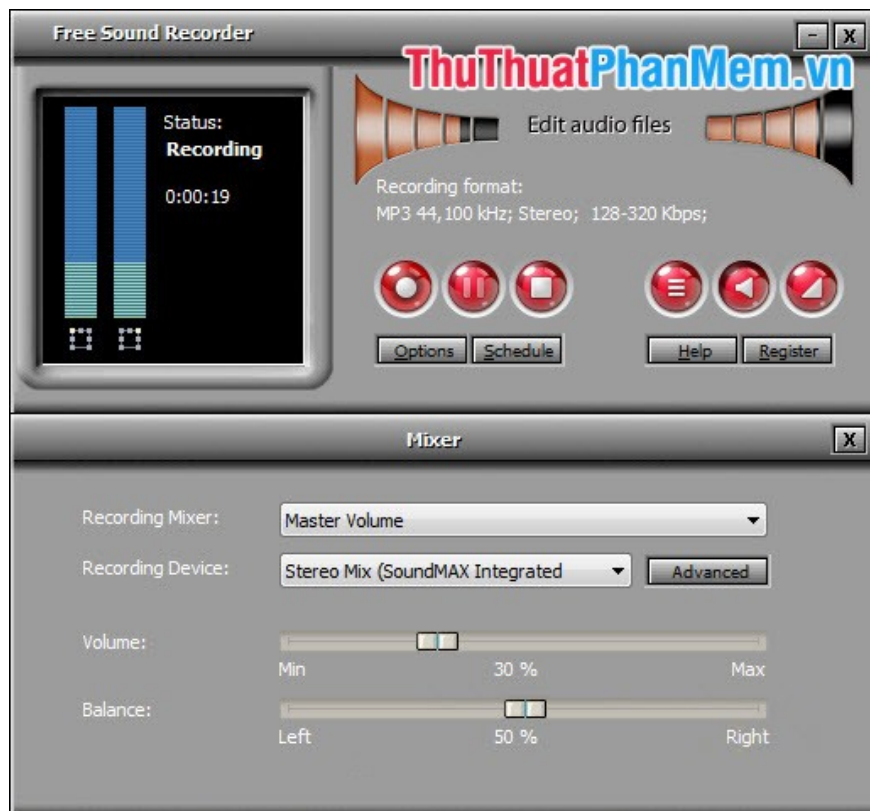 Free Sound Recorder
- X
ThuThuatPhanMem.vn
Status:
Recording
0:00:19
Edit audio files
Recording format:
MP3 44,100 kHz; Stereo; 128-320 Kbps;
Options Schedule Help Register
Mixer X
Recording Mixer: Master Volume
Recording Device: Stereo Mix (SoundMAX Integrated Advanced
Volume:
Min 30 % Max
Balance:
Left 50 % Right